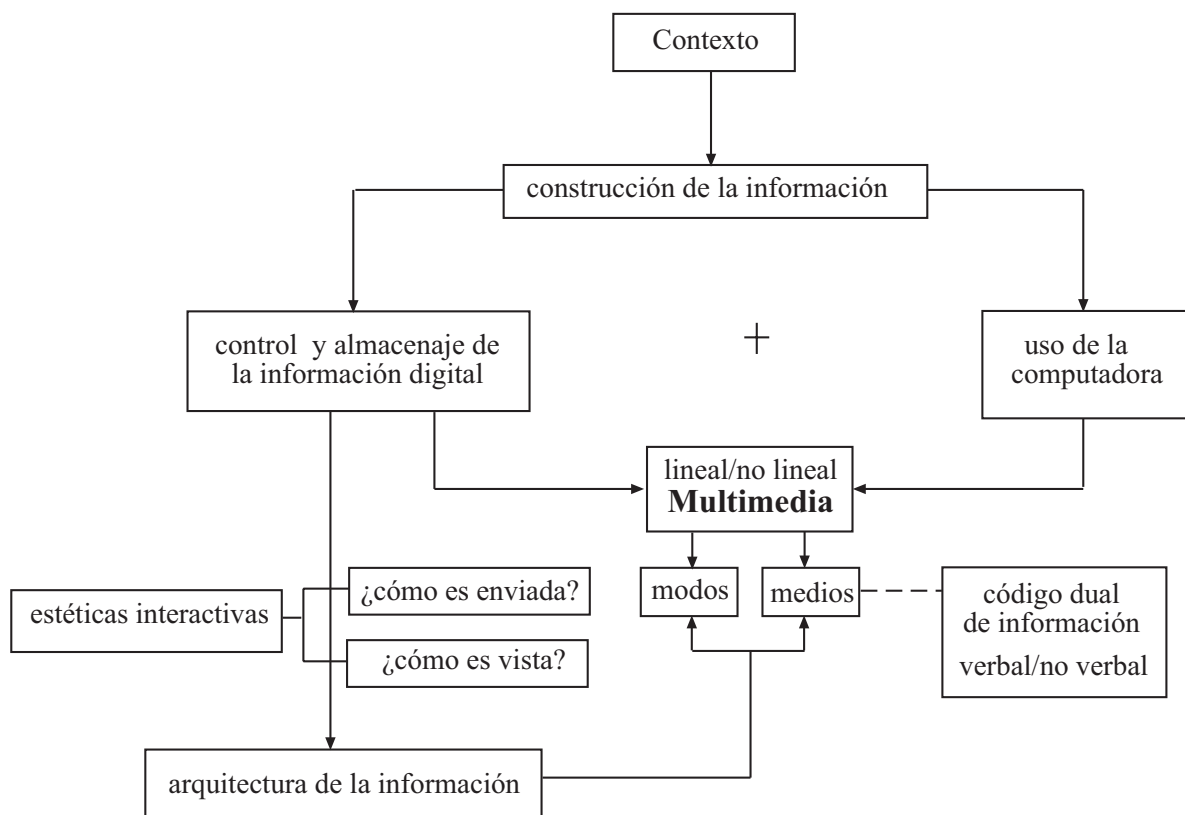 Contexto
construcción de la información
control y almacenaje de
la información digital
+
uso de la
computadora
lineal/no lineal
Multimedia
modos
medios
código dual
de información
verbal/no verbal
estéticas interactivas
¿cómo es enviada?
¿cómo es vista?
arquitectura de la información